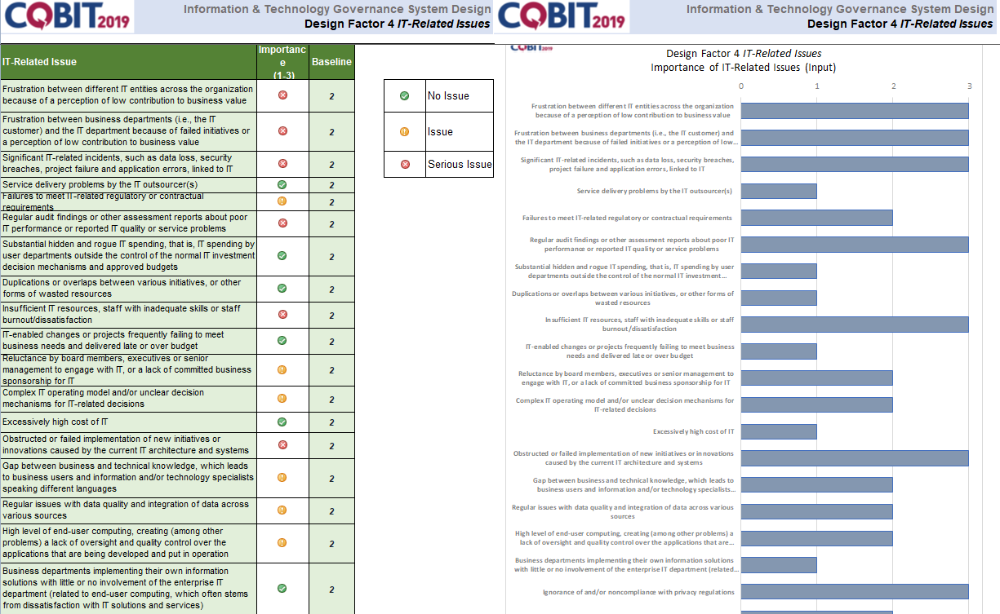 COBIT 2019
Information & Technology Governance System Design
Design Factor 4 IT-Related Issues
COBIT 2019
Information & Technology Governance System Design
Design Factor 4 IT-Related Issues
IT-Related Issue
Importanc
e
(1-3)
Baseline
Frustration between different IT entities across the organization
because of a perception of low contribution to business value
2
Frustration between business departments (i.e., the IT
customer) and the IT department because of failed initiatives or
a perception of low contribution to business value
2
Significant IT-related incidents, such as data loss, security
breaches, project failure and application errors, linked to IT
2
Service delivery problems by the IT outsourcer(s)
2
Failures to meet IT-related regulatory or contractual
requirements
2
Regular audit findings or other assessment reports about poor
IT performance or reported IT quality or service problems
2
Substantial hidden and rogue IT spending, that is, IT spending by
user departments outside the control of the normal IT investment
decision mechanisms and approved budgets
2
Duplications or overlaps between various initiatives, or other
forms of wasted resources
2
Insufficient IT resources, staff with inadequate skills or staff
burnout/dissatisfaction
2
IT-enabled changes or projects frequently failing to meet
business needs and delivered late or over budget
2
Reluctance by board members, executives or senior
management to engage with IT, or a lack of committed business
sponsorship for IT
2
Complex IT operating model and/or unclear decision
mechanisms for IT-related decisions
2
Excessively high cost of IT
2
Obstructed or failed implementation of new initiatives or
innovations caused by the current IT architecture and systems
2
Gap between business and technical knowledge, which leads
to business users and information and/or technology specialists
speaking different languages
2
Regular issues with data quality and integration of data across
various sources
2
High level of end-user computing, creating (among other
problems) a lack of oversight and quality control over the
applications that are being developed and put in operation
2
Business departments implementing their own information
solutions with little or no involvement of the enterprise IT
department (related to end-user computing, which often stems
from dissatisfaction with IT solutions and services)
2
No Issue
Issue
Serious Issue
COBIT 2019
Design Factor 4 IT-Related Issues
Importance of IT-Related Issues (Input)
0 1 2 3
Frustration between different IT entities across the organization
because of a perception of low contribution to business value
Frustration between business departments (i.e., the IT customer) and
the IT department because of failed initiatives or a perception of low...
Significant IT-related incidents, such as data loss, security breaches,
project failure and application errors, linked to IT
Service delivery problems by the IT outsourcer(s)
Failures to meet IT-related regulatory or contractual requirements
Regular audit findings or other assessment reports about poor IT
performance or reported IT quality or service problems
Substantial hidden and rogue IT spending, that is, IT spending by user
departments outside the control of the normal IT investment...
Duplications or overlaps between various initiatives, or other forms of
wasted resources
Insufficient IT resources, staff with inadequate skills or staff
burnout/dissatisfaction
IT-enabled changes or projects frequently failing to meet business
needs and delivered late or over budget
Reluctance by board members, executives or senior management to
engage with IT, or a lack of committed business sponsorship for IT
Complex IT operating model and/or unclear decision mechanisms for
IT-related decisions
Excessively high cost of IT
Obstructed or failed implementation of new initiatives or innovations
caused by the current IT architecture and systems
Gap between business and technical knowledge, which leads to
business users and information and/or technology specialists...
Regular issues with data quality and integration of data across various
sources
High level of end-user computing, creating (among other problems) a
lack of oversight and quality control over the applications that are...
Business departments implementing their own information solutions
with little or no involvement of the enterprise IT department (related...
Ignorance of and/or noncompliance with privacy regulations